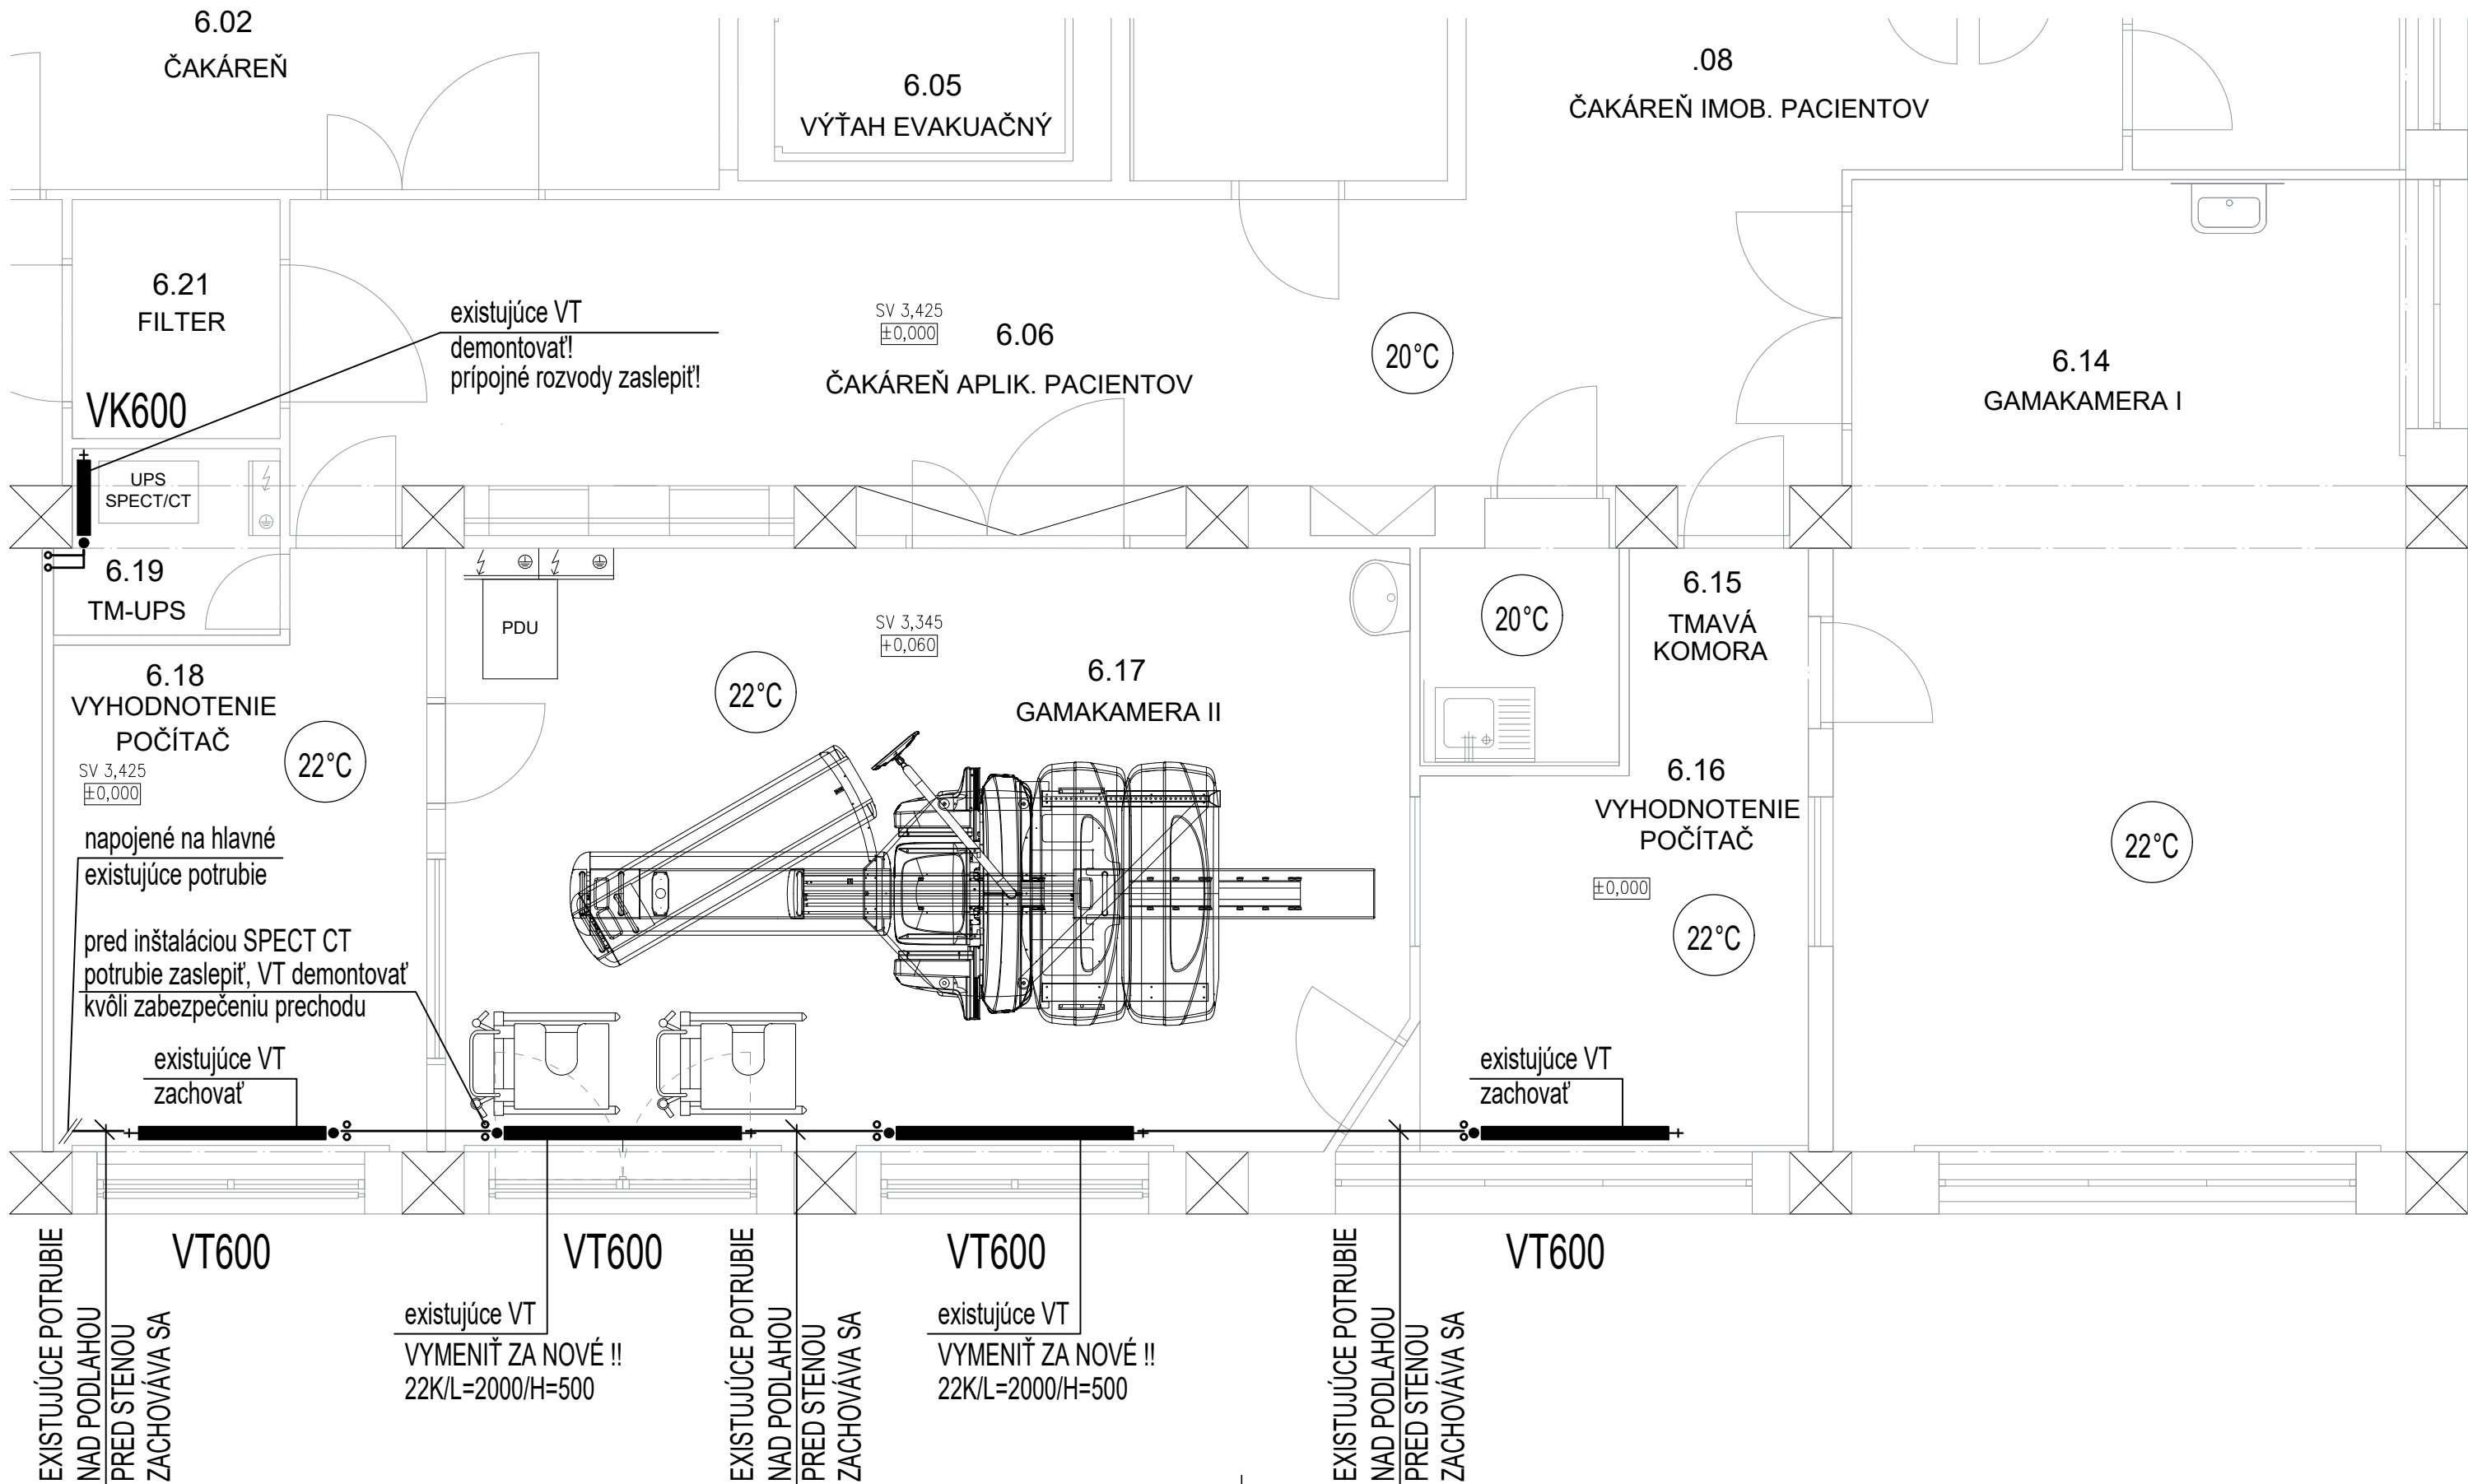 6.02
ČAKÁREŇ
6.05
VÝŤAH EVAKUAČNÝ
.08
ČAKÁREŇ IMOB. PACIENTOV
6.21
FILTER
VK600
existujúce VT
demontovať!
prípojné rozvody zaslepiť!
SV 3,425
±0,000
6.06
ČAKÁREŇ APLIK. PACIENTOV
20°C
6.14
GAMAKAMERA I
UPS
SPECT/CT
6.19
TM-UPS
PDU
SV 3,345
+0,060
22°C
6.17
GAMAKAMERA II
20°C
6.15
TMAVÁ
KOMORA
6.18
VYHODNOTENIE
POČÍTAČ
22°C
SV 3,425
±0,000
6.16
VYHODNOTENIE
POČÍTAČ
±0,000
22°C
22°C
napojené na hlavné
existujúce potrubie
pred inštaláciou SPECT CT
potrubie zaslepiť, VT demontovať
kvôli zabezpečeniu prechodu
existujúce VT
zachovať
existujúce VT
zachovať
VT600
VT600
VT600
VT600
EXISTUJÚCE POTRUBIE
NAD PODLAHOU
PRED STENOU
ZACHOVÁVA SA
existujúce VT
VYMENIŤ ZA NOVÉ !!
22K/L=2000/H=500
EXISTUJÚCE POTRUBIE
NAD PODLAHOU
PRED STENOU
ZACHOVÁVA SA
existujúce VT
VYMENIŤ ZA NOVÉ !!
22K/L=2000/H=500
EXISTUJÚCE POTRUBIE
NAD PODLAHOU
PRED STENOU
ZACHOVÁVA SA